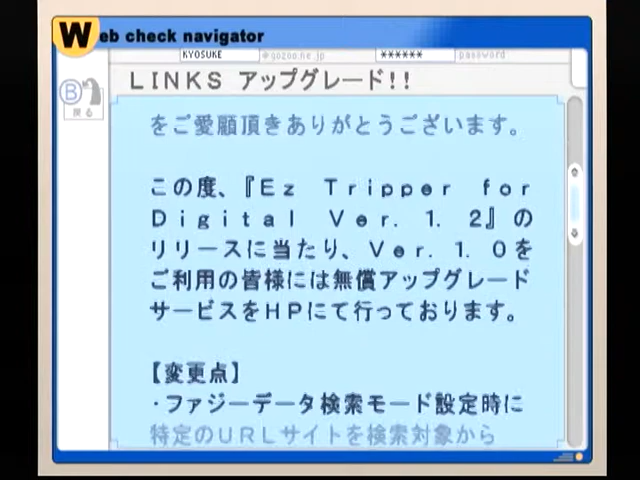 Web check navigator
KYOSUKE @gozoo.ne.jp ****** password
LINKS アップグレード!!
B
戻る
をご愛顧頂きありがとうございます。
この度、『Ez Tripper for
Digital Ver. 1. 2』の
リリースに当たり、Ver. 1. 0を
ご利用の皆様には無償アップグレード
サービスをHPにて行っております。
【変更点】
・ファジーデータ検索モード設定時に
特定のURLサイトを検索対象から